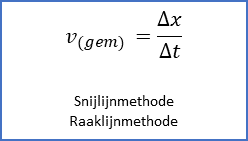 v(gem) = Δx/Δt
Snijlijnmethode
Raaklijnmethode